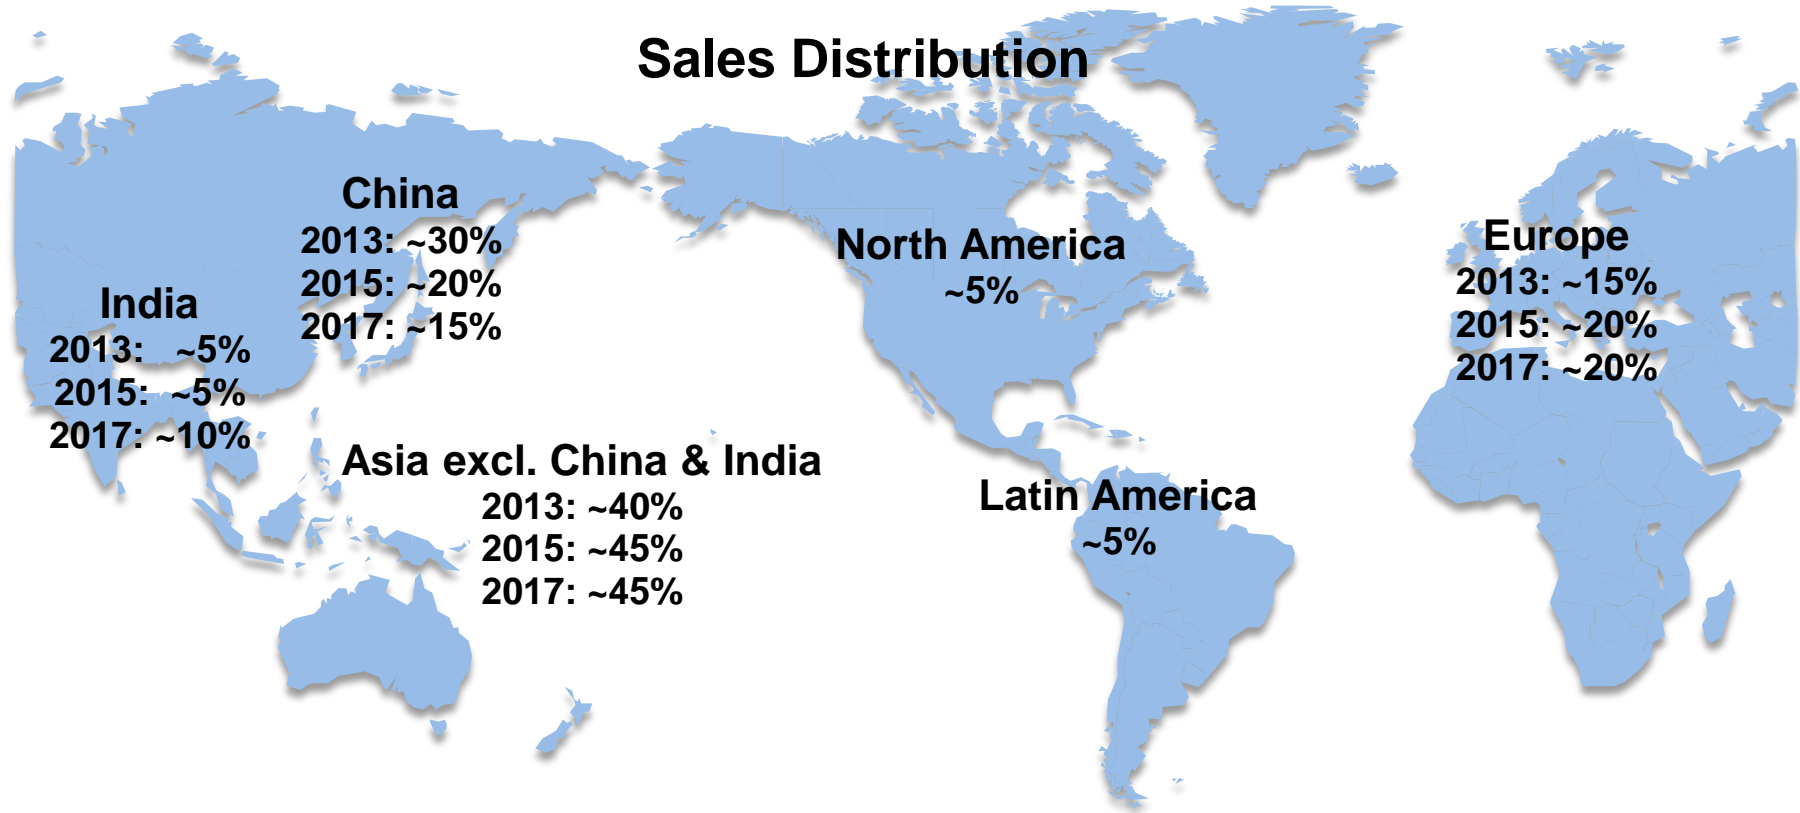 Sales Distribution
China
2013: ~30%
2015: ~20%
2017: ~15%
India
2013: ~5%
2015: ~5%
2017: ~10%
Asia excl. China & India
2013: ~40%
2015: ~45%
2017: ~45%
North America
~5%
Latin America
~5%
Europe
2013: ~15%
2015: ~20%
2017: ~20%